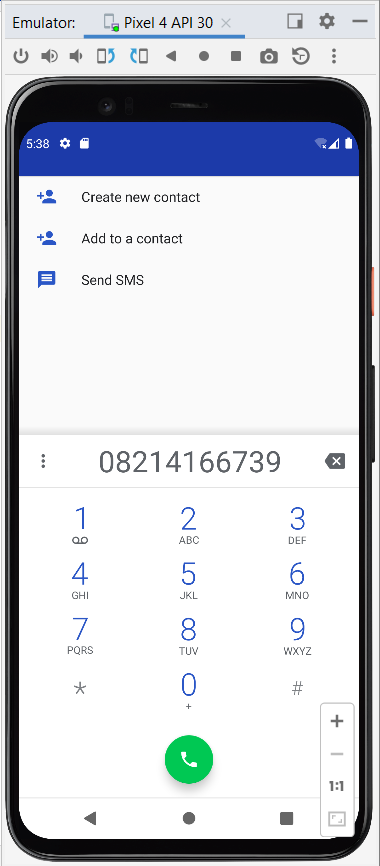 Emulator: Pixel 4 API 30
5:38
Create new contact
Add to a contact
Send SMS
08214166739
1 2 3
ABC DEF
4 5 6
GHI JKL MNO
7 8 9
PQRS TUV WXYZ
* 0 #
+
1:1